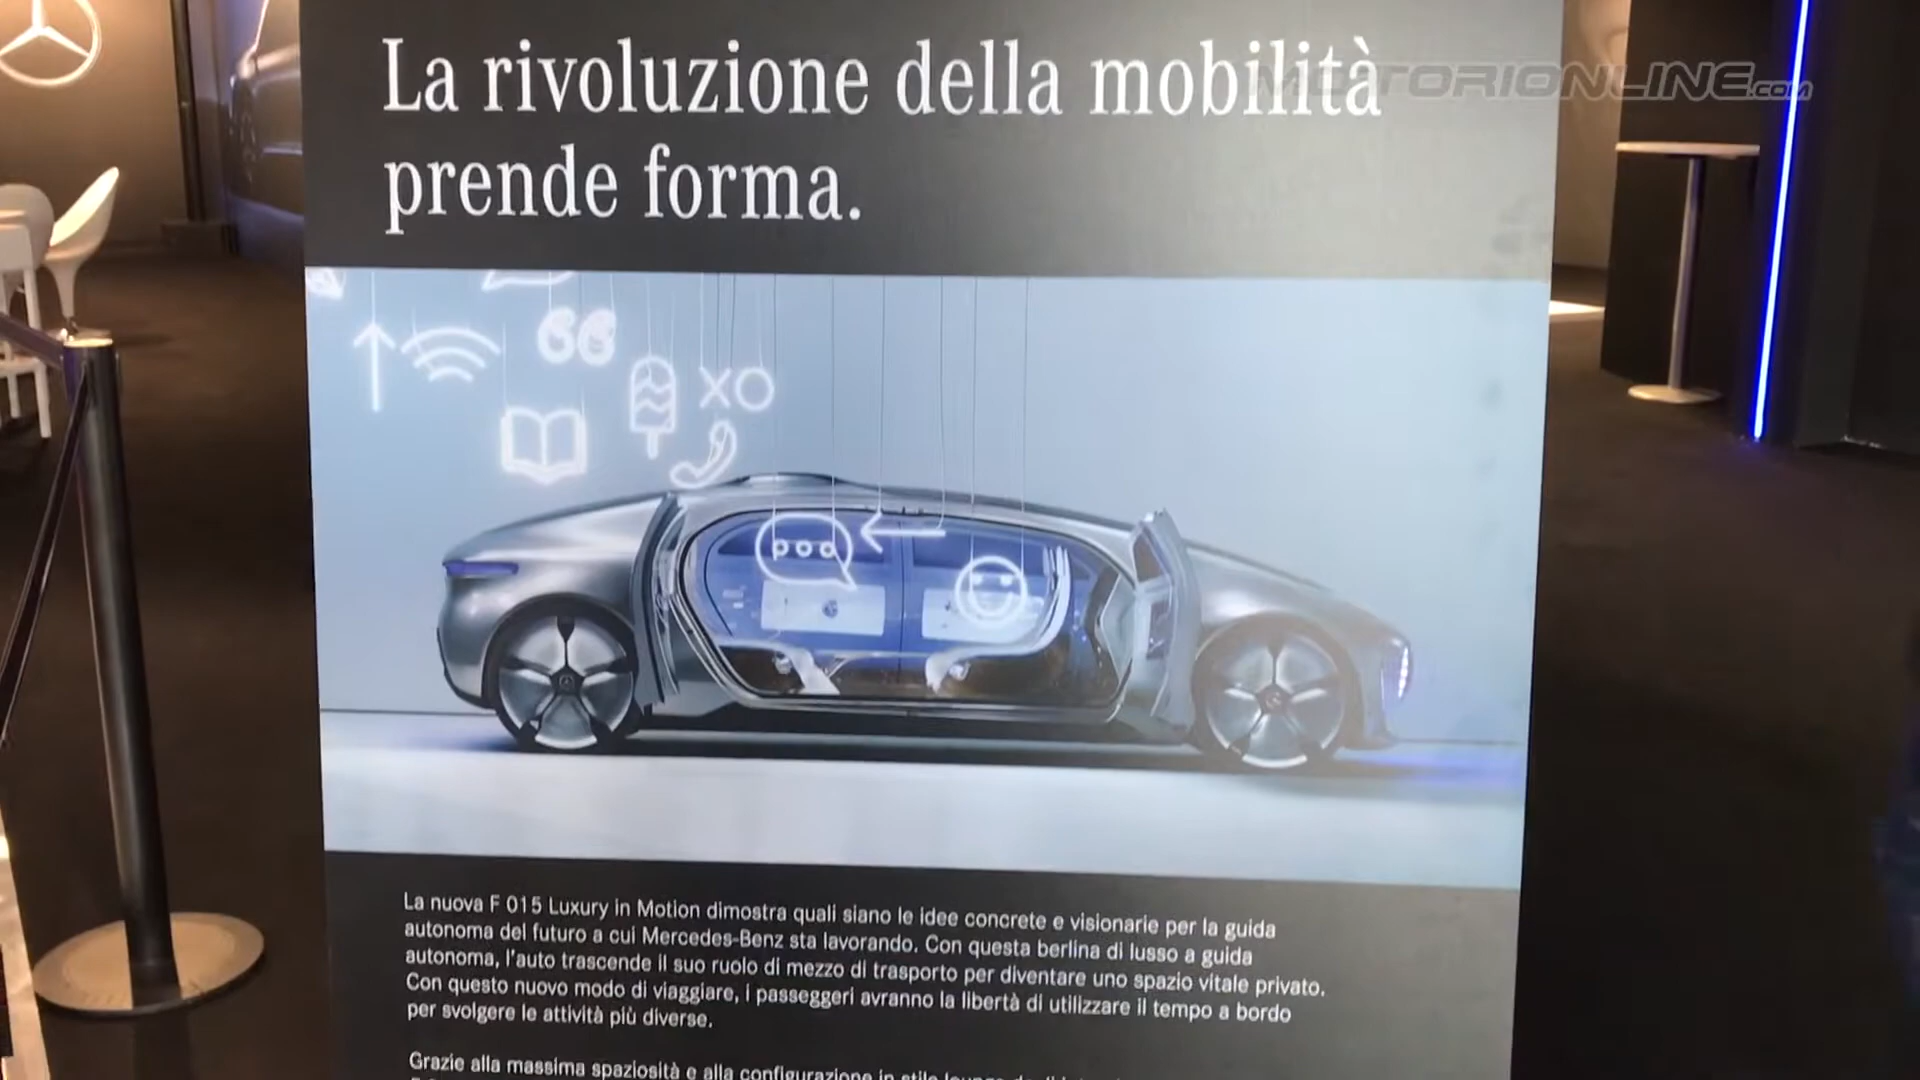 La rivoluzione della mobilità
prende forma.
MOTORIONLINE.com
XO
La nuova F 015 Luxury in Motion dimostra quali siano le idee concrete e visionarie per la guida
autonoma del futuro a cui Mercedes-Benz sta lavorando. Con questa berlina di lusso a guida
autonoma, l'auto trascende il suo ruolo di mezzo di trasporto per diventare uno spazio vitale privato.
Con questo nuovo modo di viaggiare, i passeggeri avranno la libertà di utilizzare il tempo a bordo
per svolgere le attività più diverse.
Grazie alla massima spaziosità e alla configurazione in stile lounge